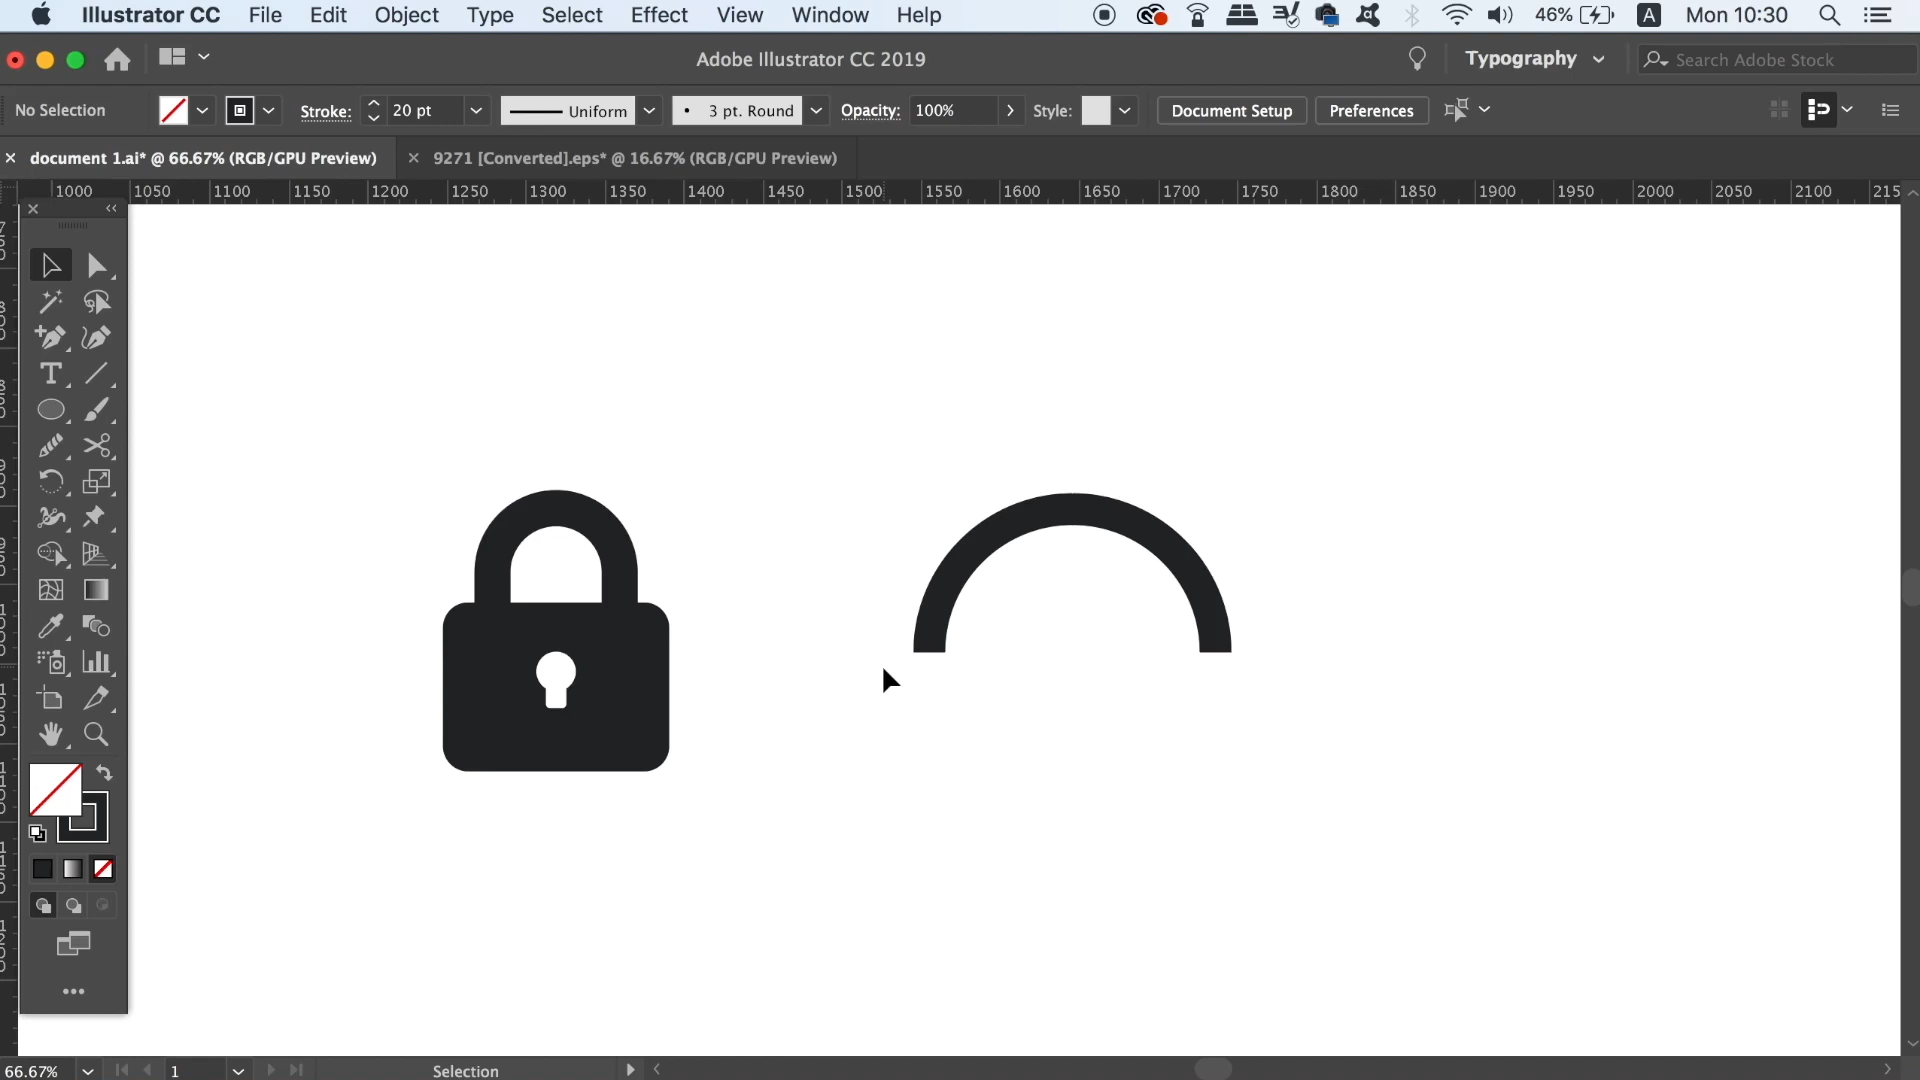 Illustrator CC File Edit Object Type Select Effect View Window Help 46% A Mon 10:30
Adobe Illustrator CC 2019 Typography Search Adobe Stock
No Selection Stroke: 20 pt Uniform 3 pt. Round Opacity: 100% Style: Document Setup Preferences
document 1.ai* @ 66.67% (RGB/GPU Preview) 9271 [Converted].eps* @ 16.67% (RGB/GPU Preview)
1000 1050 1100 1150 1200 1250 1300 1350 1400 1450 1500 1550 1600 1650 1700 1750 1800 1850 1900 1950 2000 2050 2100 215
66.67% 1 Selection